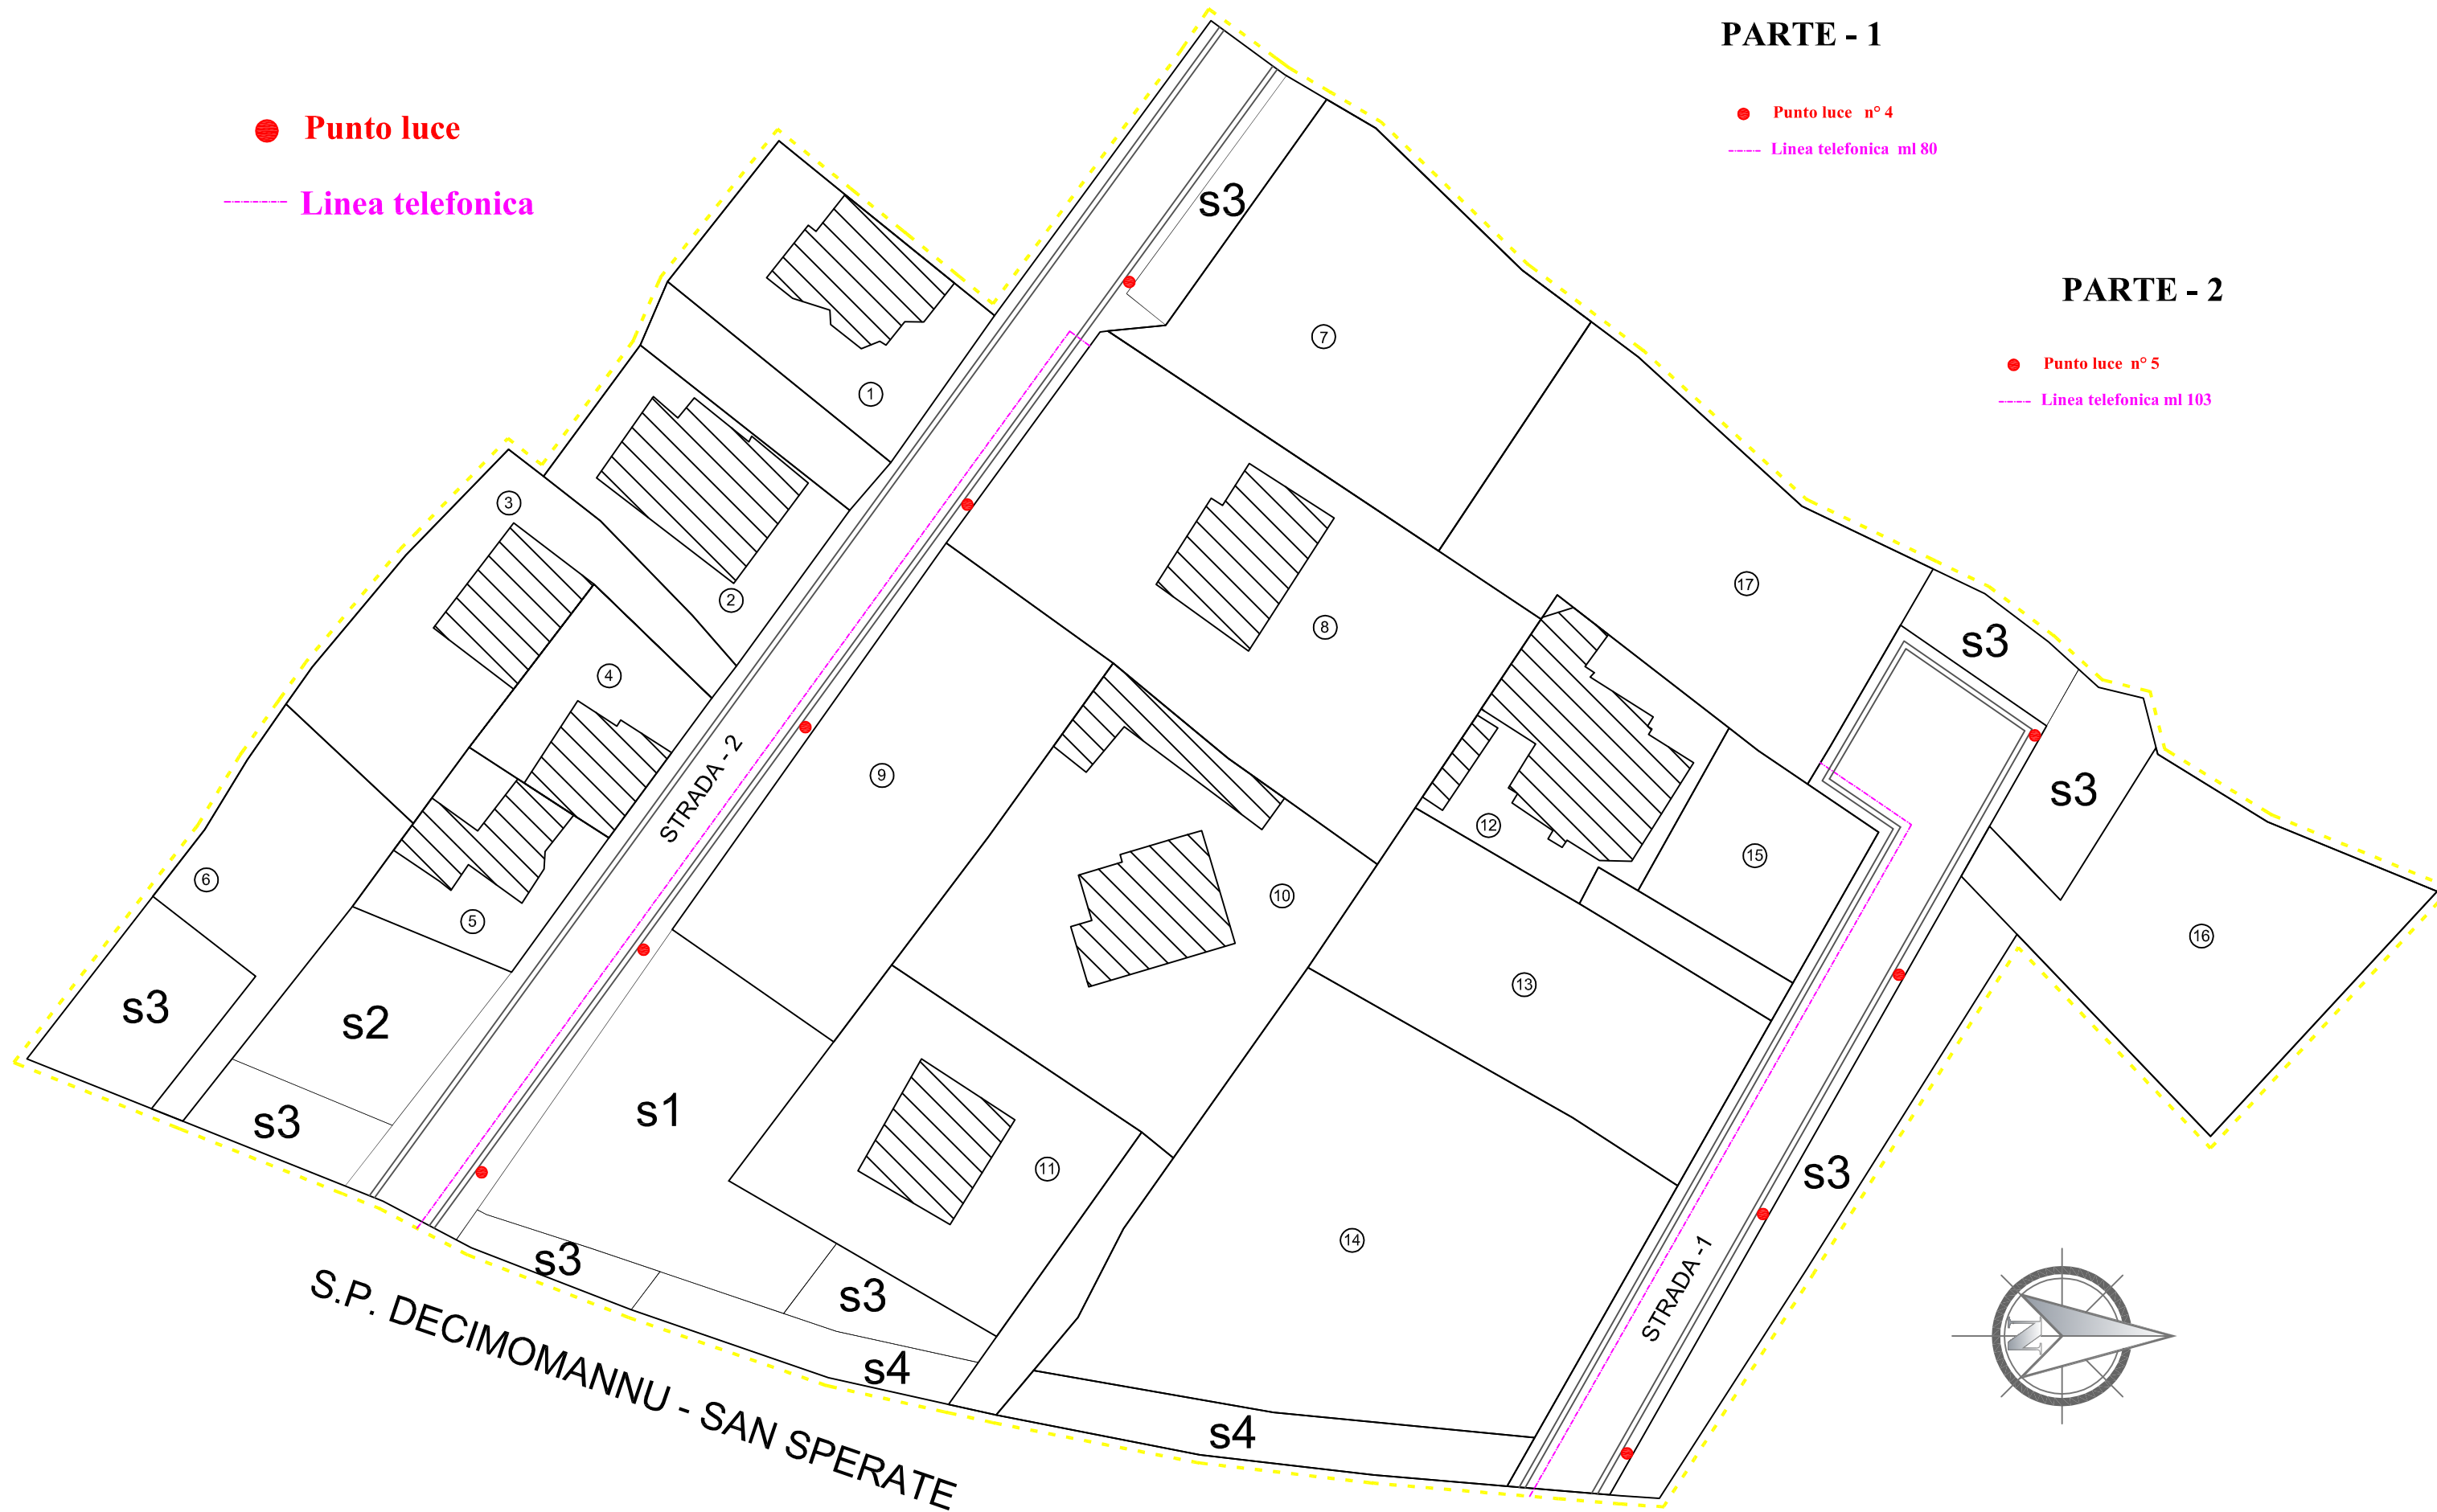 PARTE - 1
Punto luce n° 4
Linea telefonica ml 80
Punto luce
Linea telefonica
PARTE - 2
Punto luce n° 5
Linea telefonica ml 103
s3
7
1
3
17
2
8
s3
4
STRADA - 2
9
s3
12
15
6
10
5
16
s3
s2
13
s1
s3
11
s3
14
STRADA -1
s3
s3
s4
s4
S.P. DECIMOMANNU - SAN SPERATE
N